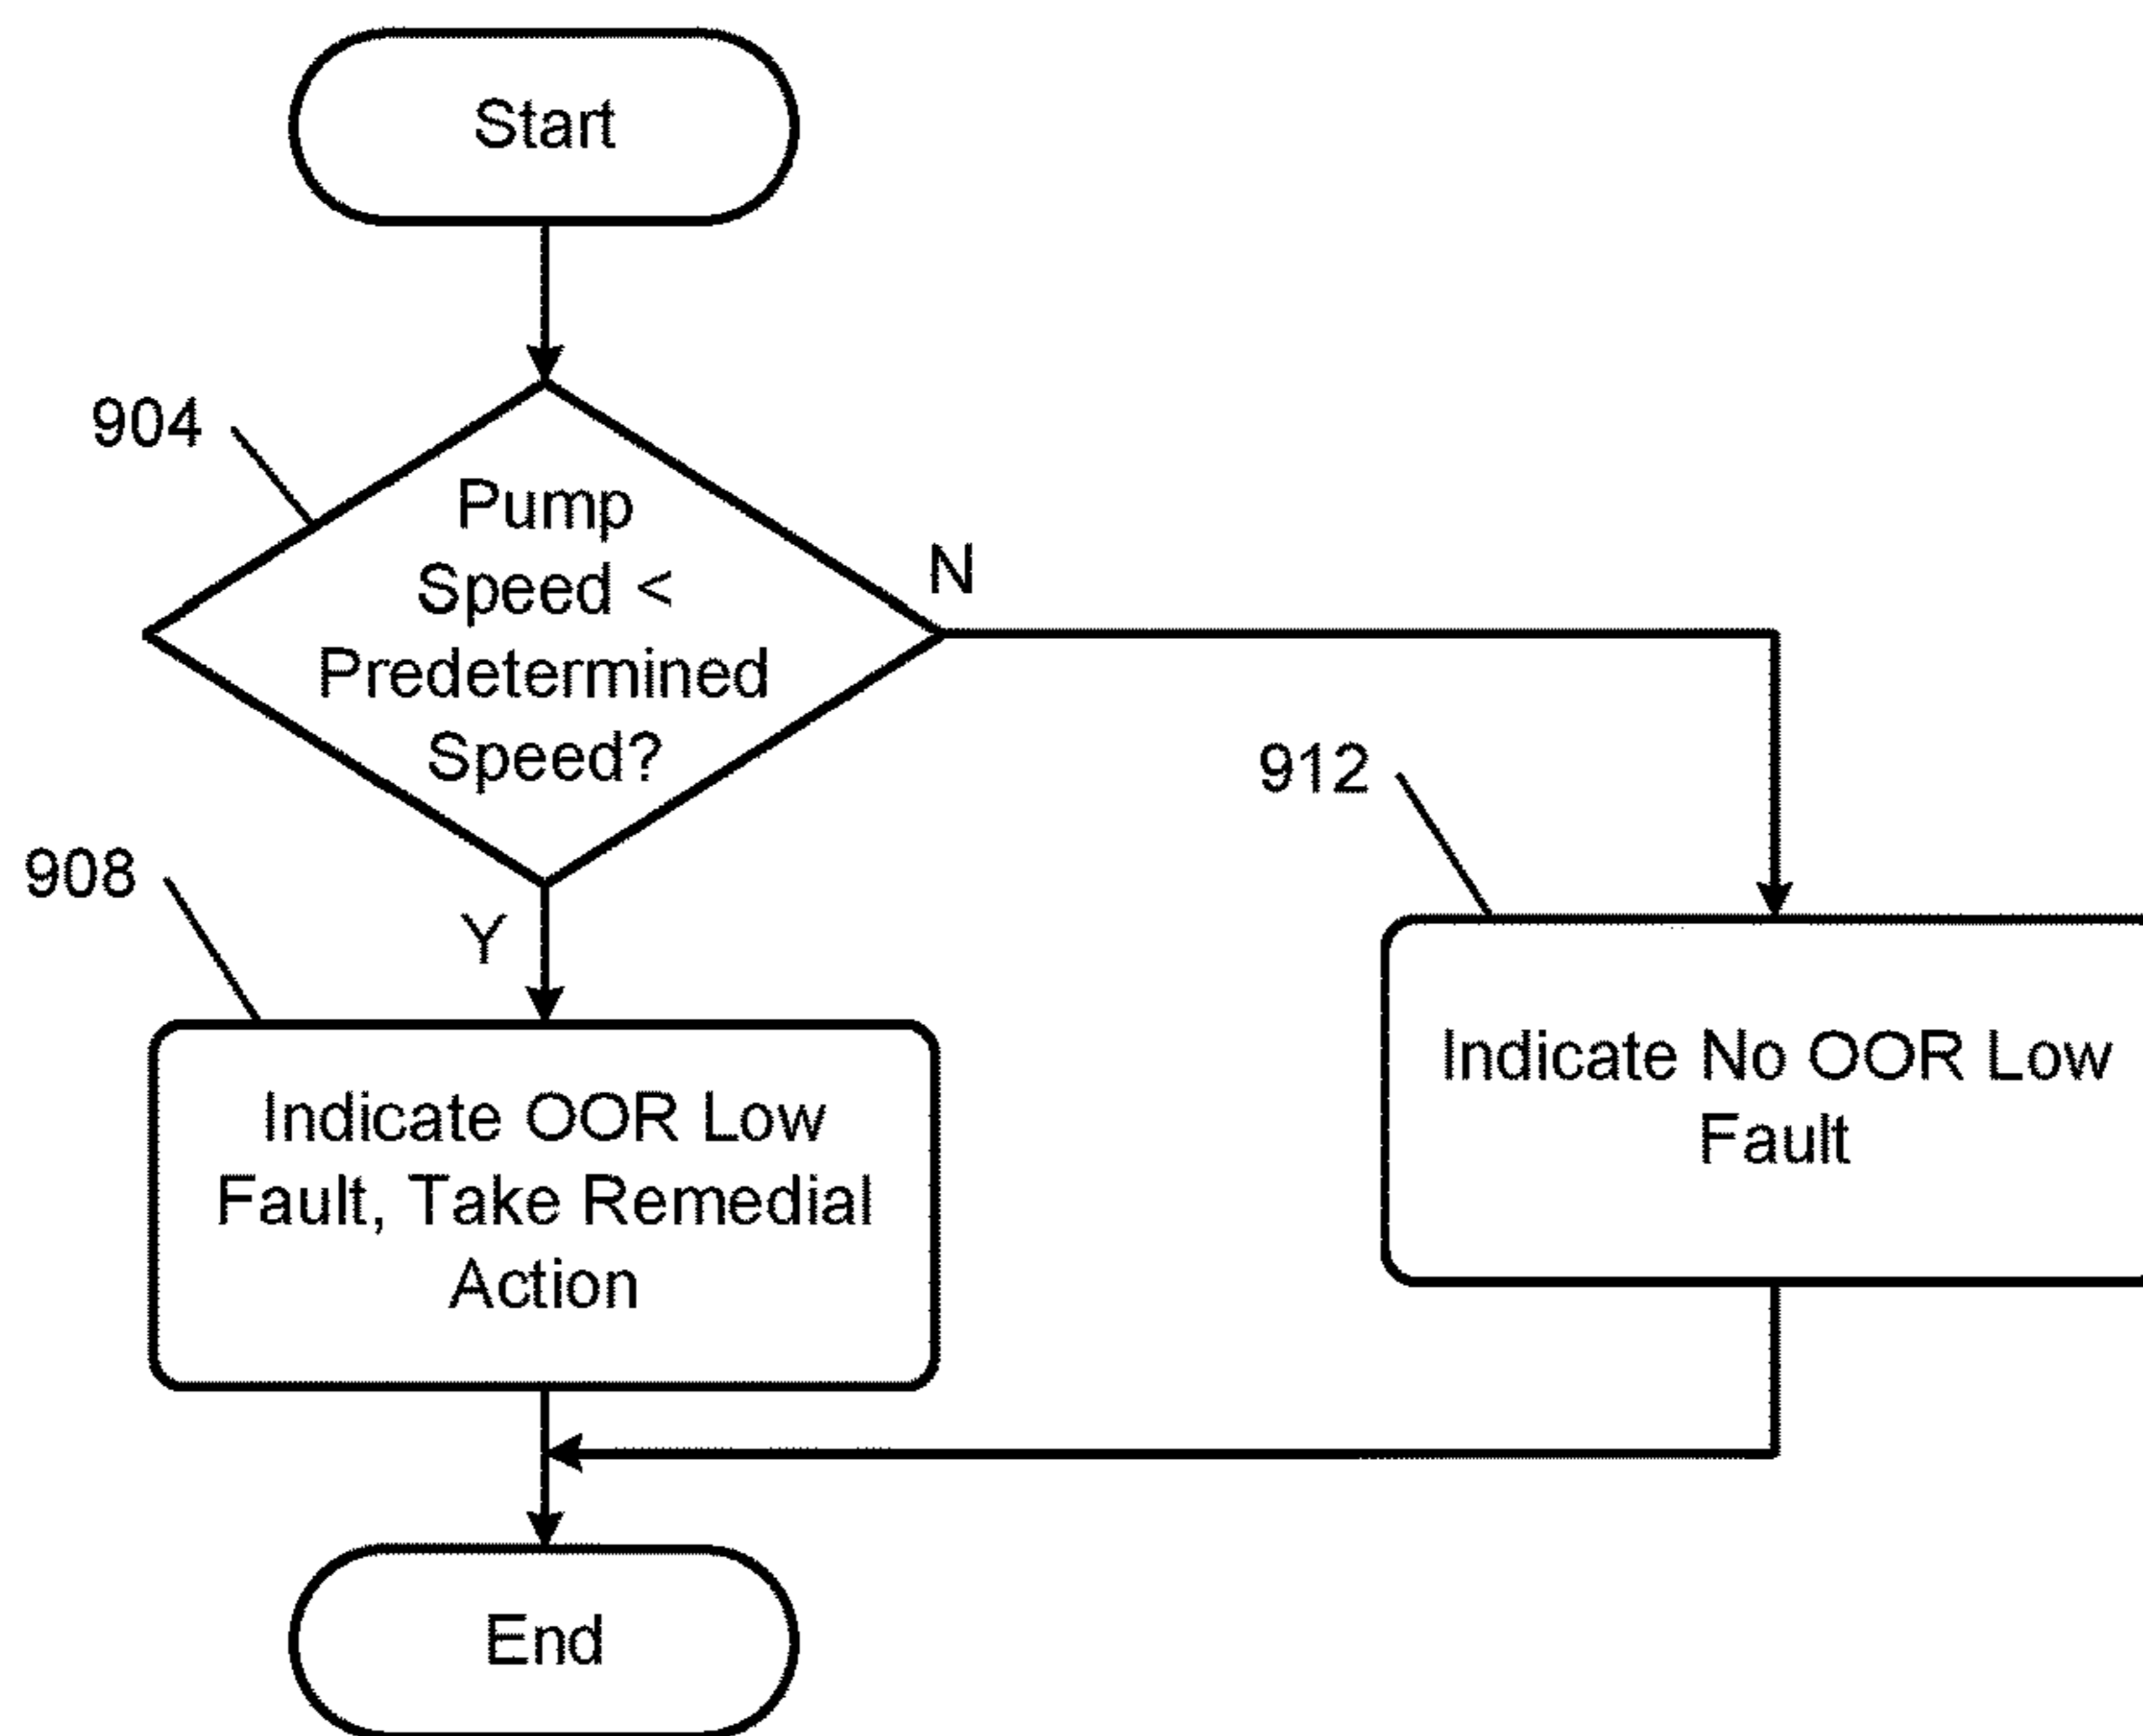 Start
904
Pump
Speed <
Predetermined
Speed?
N
Y
908
Indicate OOR Low
Fault, Take Remedial
Action
912
Indicate No OOR Low
Fault
End